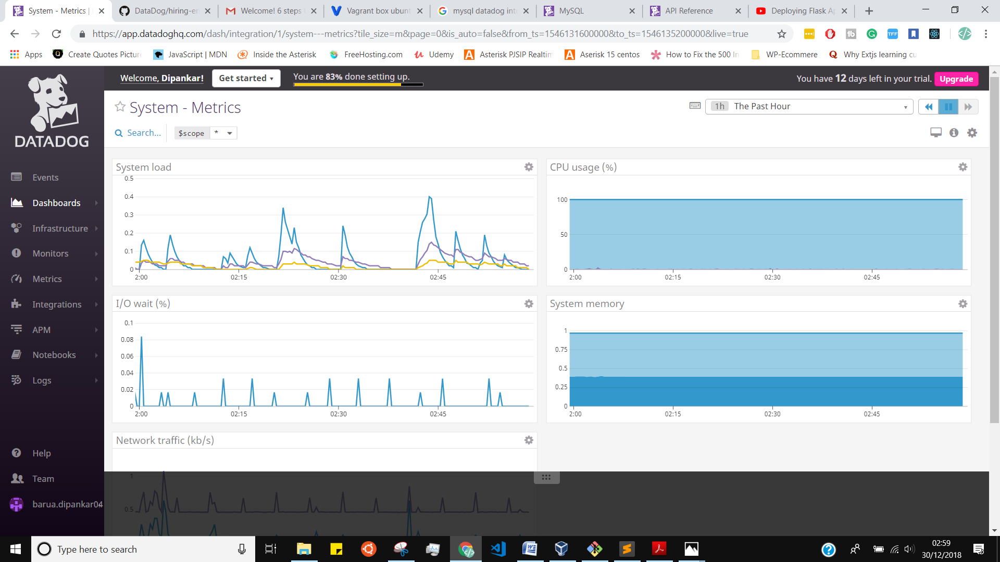 System - Metrics |
DataDog/hiring-en
Welcome! 6 steps t
Vagrant box ubunt
mysql datadog inte
MySQL
API Reference
Deploying Flask Ap
https://app.datadoghq.com/dash/integration/1/system---metrics?tile_size=m&page=0&is_auto=false&from_ts=1546131600000&to_ts=1546135200000&live=true
Apps
Create Quotes Picture
JavaScript | MDN
Inside the Asterisk
FreeHosting.com
Udemy
Asterisk PJSIP Realtim
Aserisk 15 centos
How to Fix the 500 In
WP-Ecommere
Why Extjs learning cu
DATADOG
Welcome, Dipankar!
Get started
You are 83% done setting up.
You have 12 days left in your trial.
Upgrade
System - Metrics
1h The Past Hour
Search...
$scope *
Events
Dashboards
Infrastructure
Monitors
Metrics
Integrations
APM
Notebooks
Logs
Help
Team
barua.dipankar04
System load
0.5
0.4
0.3
0.2
0.1
0
2:00 02:15 02:30 02:45
CPU usage (%)
100
50
0
2:00 02:15 02:30 02:45
I/O wait (%)
0.1
0.08
0.06
0.04
0.02
0
2:00 02:15 02:30 02:45
System memory
1
0.75
0.5
0.25
0
2:00 02:15 02:30 02:45
Network traffic (kb/s)
1
0.5
Type here to search
02:59
30/12/2018